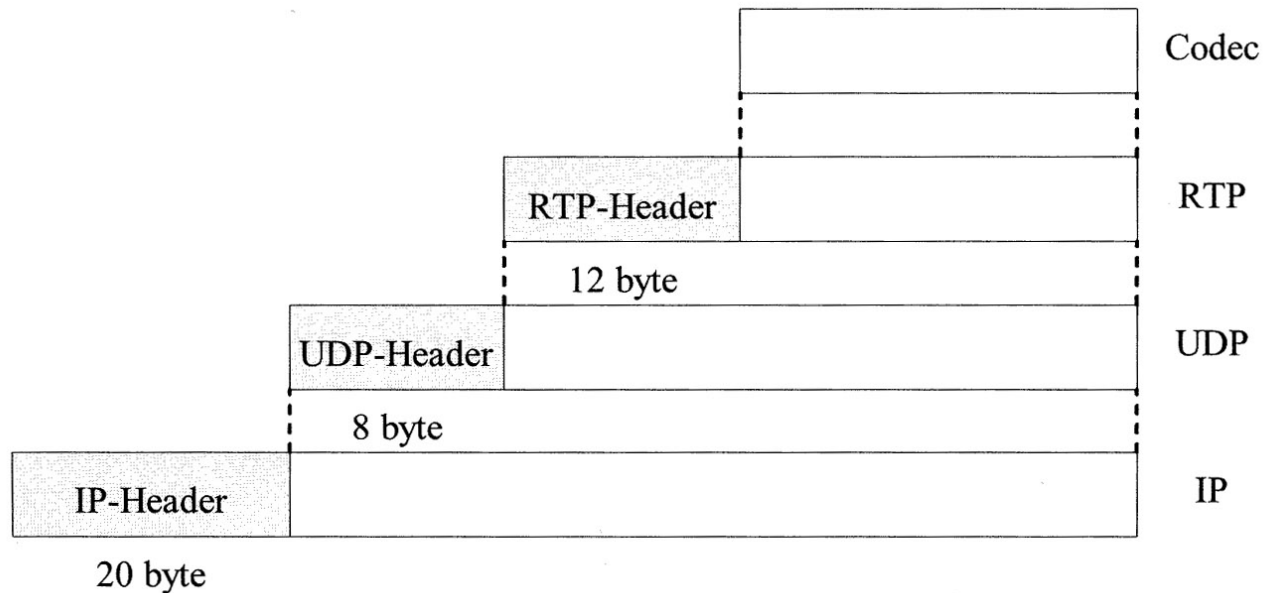 Codec
RTP-Header
RTP
12 byte
UDP-Header
UDP
8 byte
IP-Header
IP
20 byte